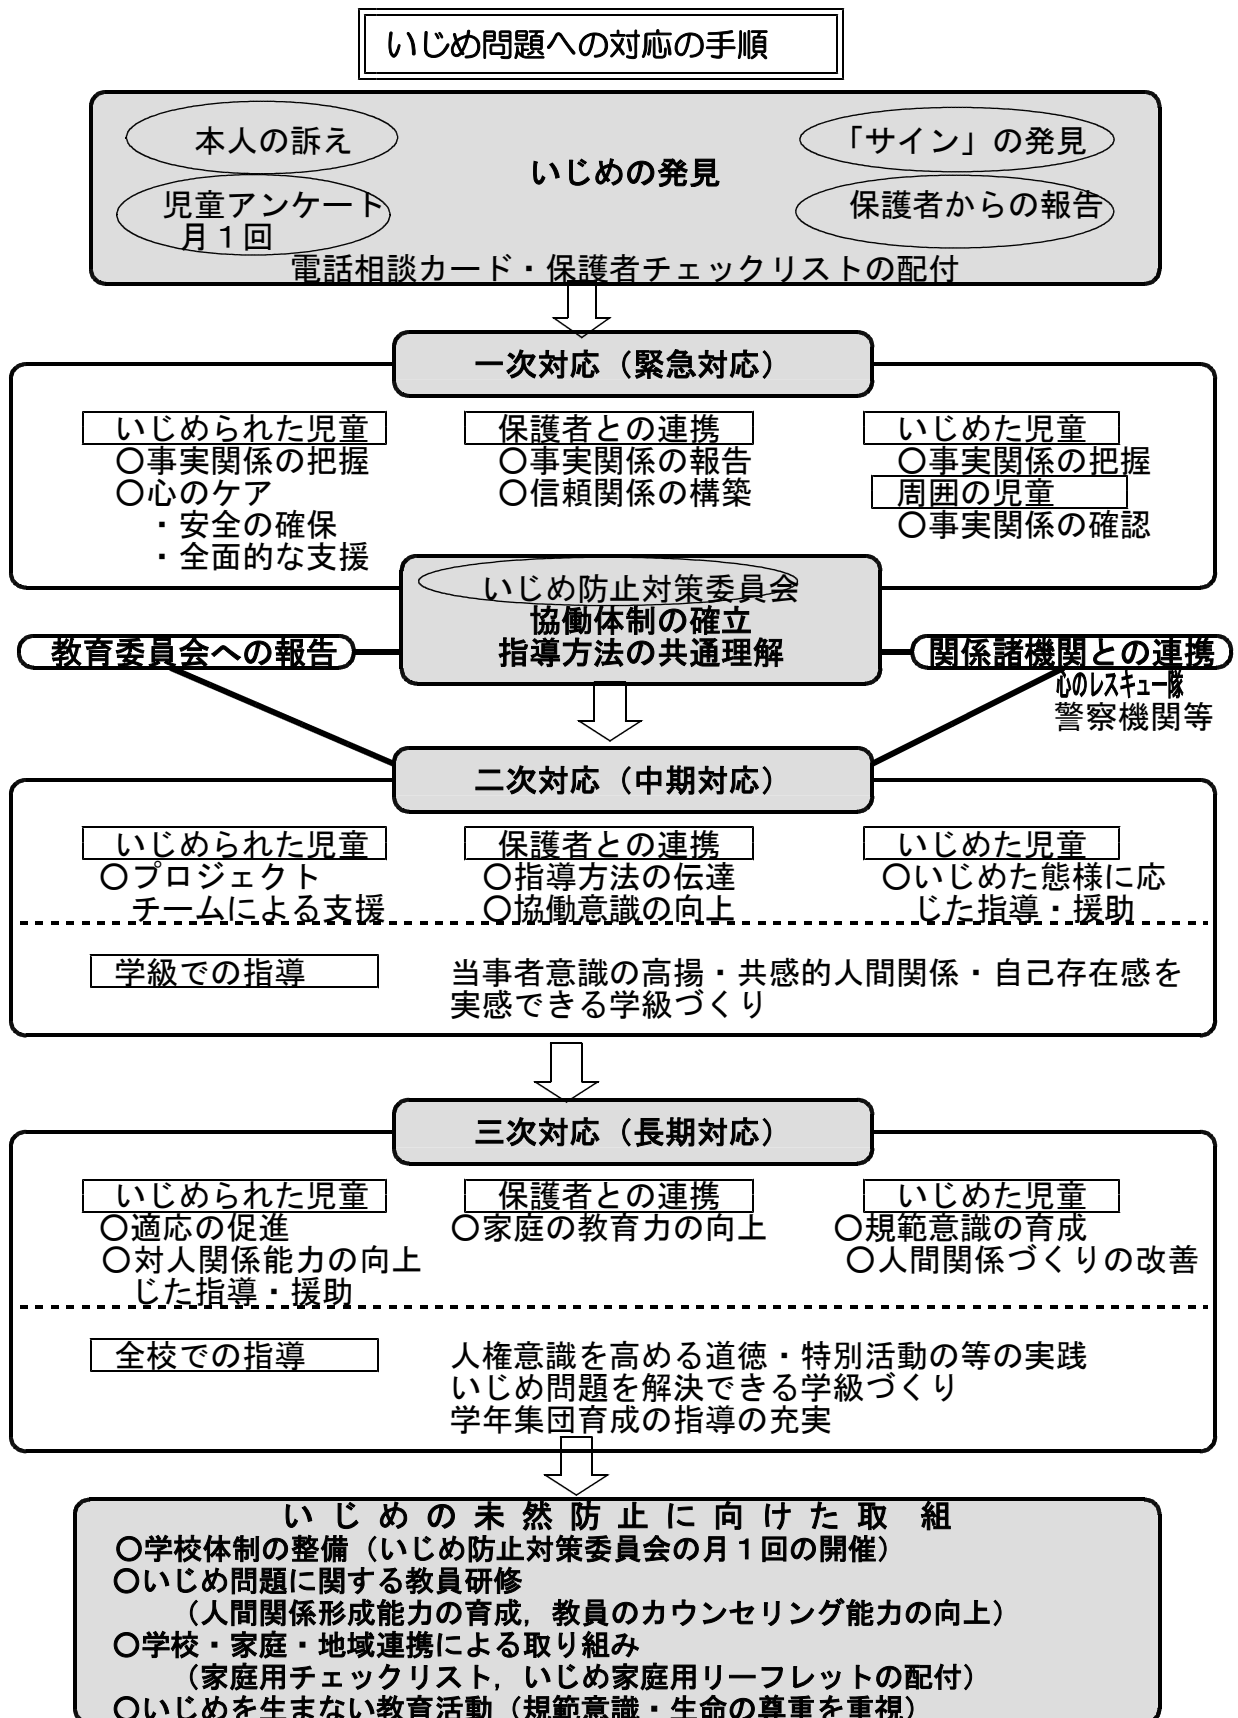 いじめ問題への対応の手順
本人の訴え
「サイン」の発見
いじめの発見
児童アンケート
月１回
保護者からの報告
電話相談カード・保護者チェックリストの配付
一次対応（緊急対応）
いじめられた児童
○事実関係の把握
○心のケア
・安全の確保
・全面的な支援
保護者との連携
○事実関係の報告
○信頼関係の構築
いじめた児童
○事実関係の把握
周囲の児童
○事実関係の確認
いじめ防止対策委員会
協働体制の確立
指導方法の共通理解
教育委員会への報告
関係諸機関との連携
心のレスキュー隊
警察機関等
二次対応（中期対応）
いじめられた児童
○プロジェクト
チームによる支援
保護者との連携
○指導方法の伝達
○協働意識の向上
いじめた児童
○いじめた態様に応
じた指導・援助
学級での指導
当事者意識の高揚・共感的人間関係・自己存在感を
実感できる学級づくり
三次対応（長期対応）
いじめられた児童
○適応の促進
○対人関係能力の向上
じた指導・援助
保護者との連携
○家庭の教育力の向上
いじめた児童
○規範意識の育成
○人間関係づくりの改善
全校での指導
人権意識を高める道徳・特別活動の等の実践
いじめ問題を解決できる学級づくり
学年集団育成の指導の充実
いじめの未然防止に向けた取　組
○学校体制の整備（いじめ防止対策委員会の月１回の開催）
○いじめ問題に関する教員研修
（人間関係形成能力の育成，教員のカウンセリング能力の向上）
○学校・家庭・地域連携による取り組み
（家庭用チェックリスト，いじめ家庭用リーフレットの配付）
○いじめを生まない教育活動（規範意識・生命の尊重を重視）